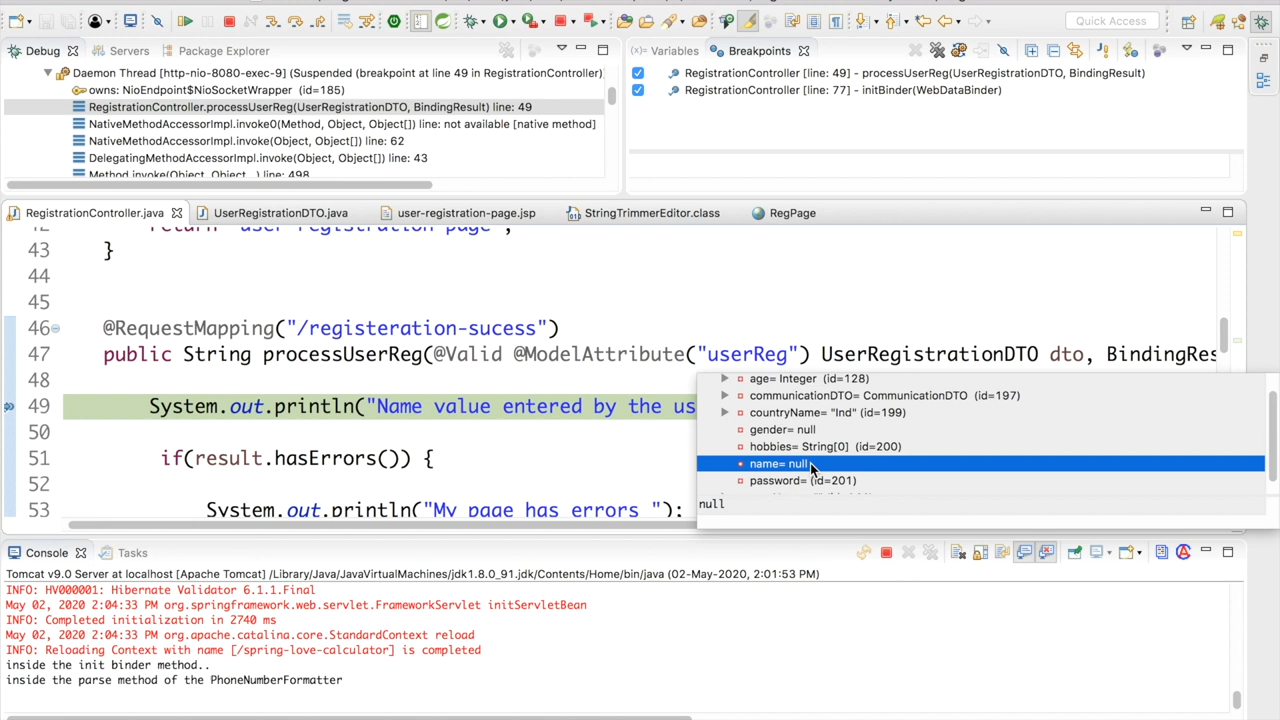 Quick Access
Debug
Servers
Package Explorer
Daemon Thread [http-nio-8080-exec-9] (Suspended (breakpoint at line 49 in RegistrationController)
owns: NioEndpoint$NioSocketWrapper (id=185)
RegistrationController.processUserReg(UserRegistrationDTO, BindingResult) line: 49
NativeMethodAccessorImpl.invoke0(Method, Object, Object[]) line: not available [native method]
NativeMethodAccessorImpl.invoke(Object, Object[]) line: 62
DelegatingMethodAccessorImpl.invoke(Object, Object[]) line: 43
Method.invoke(Object, Object...) line: 498
(x)= Variables
Breakpoints
RegistrationController [line: 49] - processUserReg(UserRegistrationDTO, BindingResult)
RegistrationController [line: 77] - initBinder(WebDataBinder)
RegistrationController.java
UserRegistrationDTO.java
user-registration-page.jsp
StringTrimmerEditor.class
RegPage
42 return "user-registration-page";
43 }
44
45
46 @RequestMapping("/registeration-sucess")
47 public String processUserReg(@Valid @ModelAttribute("userReg") UserRegistrationDTO dto, BindingRes
48
49 System.out.println("Name value entered by the us
50
51 if(result.hasErrors()) {
52
53 System.out.println("My page has errors ");
age= Integer (id=128)
communicationDTO= CommunicationDTO (id=197)
countryName= "Ind" (id=199)
gender= null
hobbies= String[0] (id=200)
name= null
password= (id=201)
null
Console
Tasks
Tomcat v9.0 Server at localhost [Apache Tomcat] /Library/Java/JavaVirtualMachines/jdk1.8.0_91.jdk/Contents/Home/bin/java (02-May-2020, 2:01:53 PM)
INFO: HV000001: Hibernate Validator 6.1.1.Final
May 02, 2020 2:04:33 PM org.springframework.web.servlet.FrameworkServlet initServletBean
INFO: Completed initialization in 2740 ms
May 02, 2020 2:04:33 PM org.apache.catalina.core.StandardContext reload
INFO: Reloading Context with name [/spring-love-calculator] is completed
inside the init binder method..
inside the parse method of the PhoneNumberFormatter